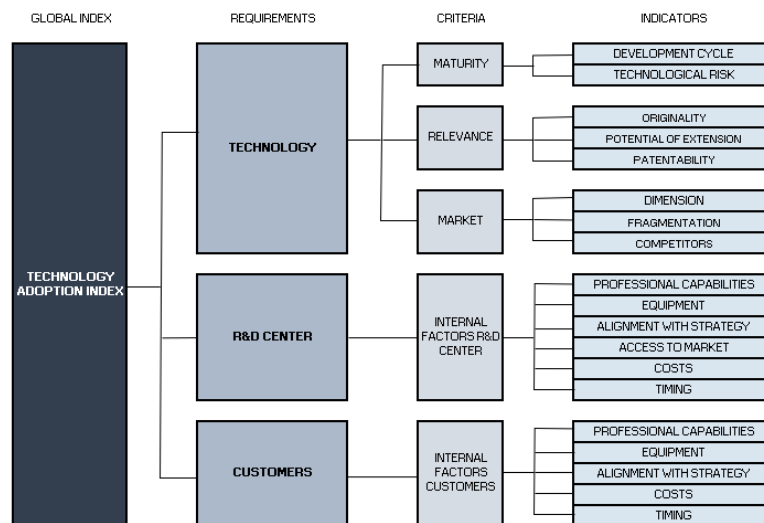 GLOBAL INDEX
REQUIREMENTS
CRITERIA
INDICATORS
TECHNOLOGY
ADOPTION INDEX
TECHNOLOGY
MATURITY
DEVELOPMENT CYCLE
TECHNOLOGICAL RISK
RELEVANCE
ORIGINALITY
POTENTIAL OF EXTENSION
PATENTABILITY
MARKET
DIMENSION
FRAGMENTATION
COMPETITORS
R&D CENTER
INTERNAL
FACTORS R&D
CENTER
PROFESSIONAL CAPABILITIES
EQUIPMENT
ALIGNMENT WITH STRATEGY
ACCESS TO MARKET
COSTS
TIMING
CUSTOMERS
INTERNAL
FACTORS
CUSTOMERS
PROFESSIONAL CAPABILITIES
EQUIPMENT
ALIGNMENT WITH STRATEGY
COSTS
TIMING